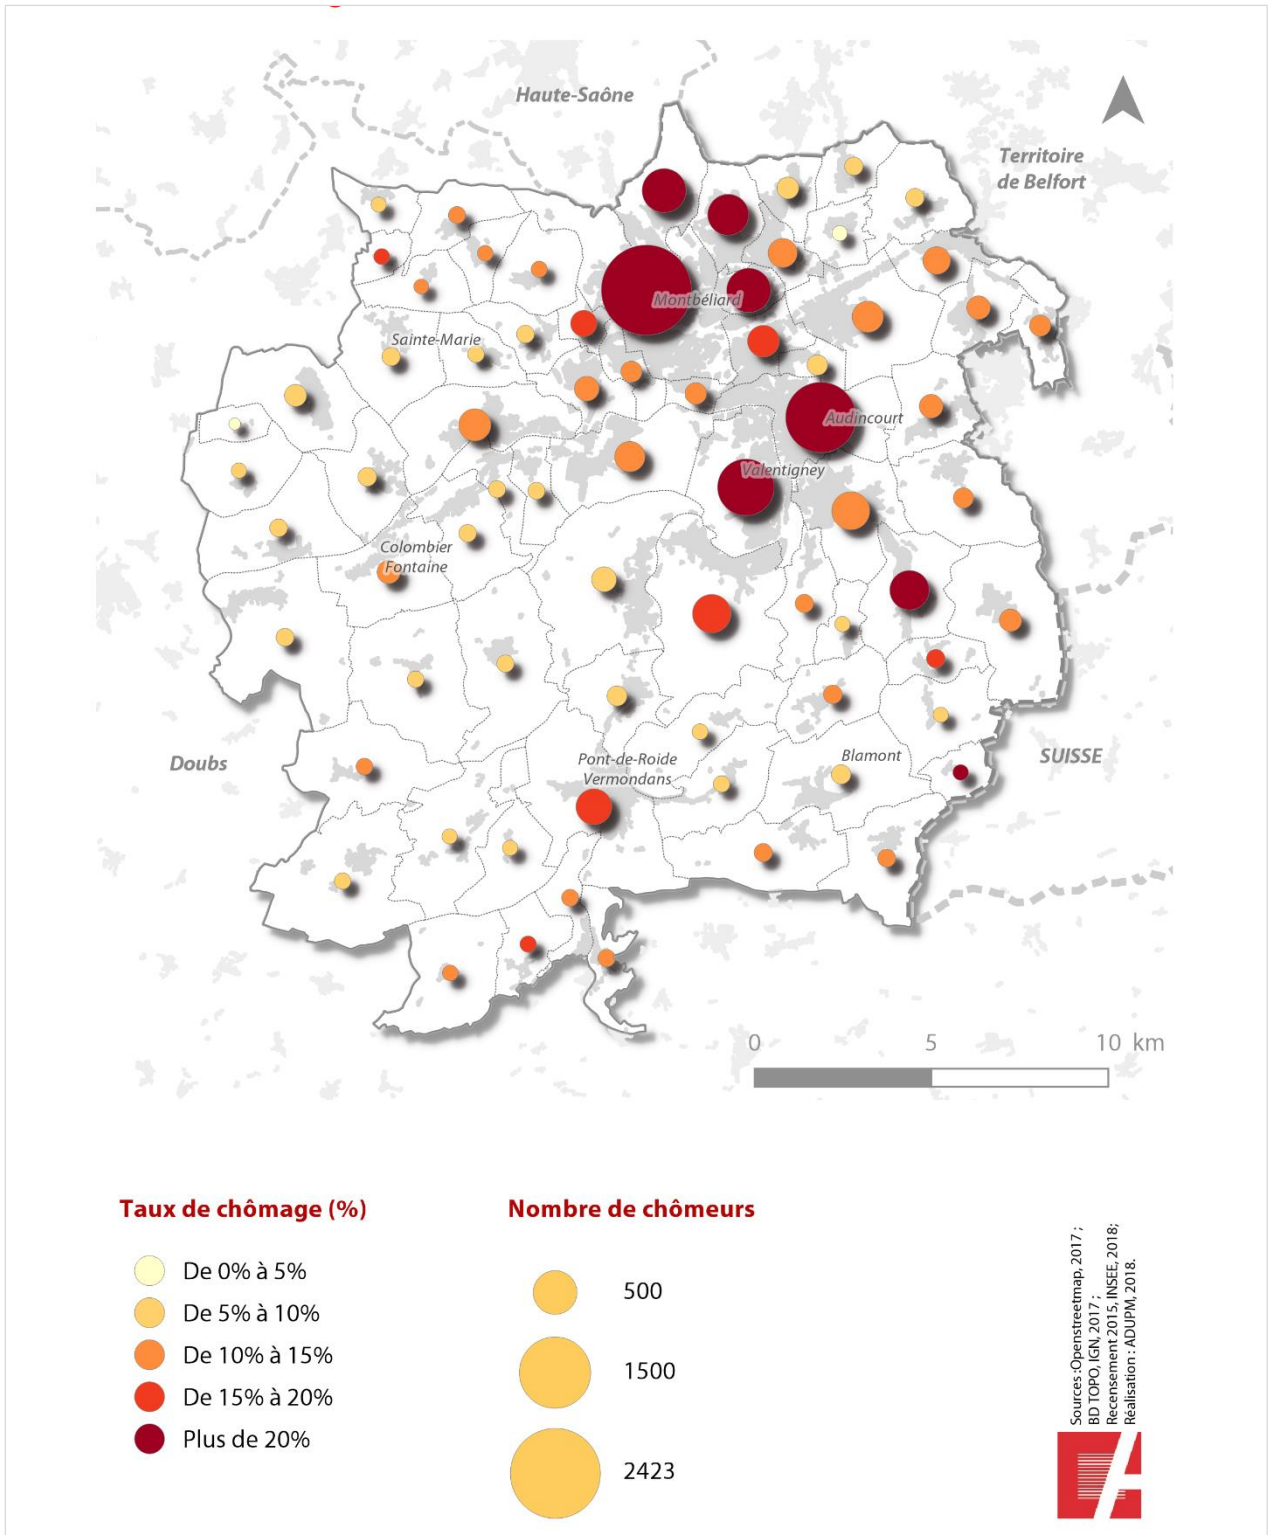 Haute-Saône
Territoire
de Belfort
Montbéliard
Sainte-Marie
Audincourt
Valentigney
Colombier
Fontaine
Doubs
Pont-de-Roide
Vermondans
Blamont
SUISSE
0 5 10 km
Taux de chômage (%)
De 0% à 5%
De 5% à 10%
De 10% à 15%
De 15% à 20%
Plus de 20%
Nombre de chômeurs
500
1500
2423
Sources :Openstreetmap, 2017 ;
BD TOPO, IGN, 2017 ;
Recensement 2015, INSEE, 2018;
Réalisation : ADUPM, 2018.